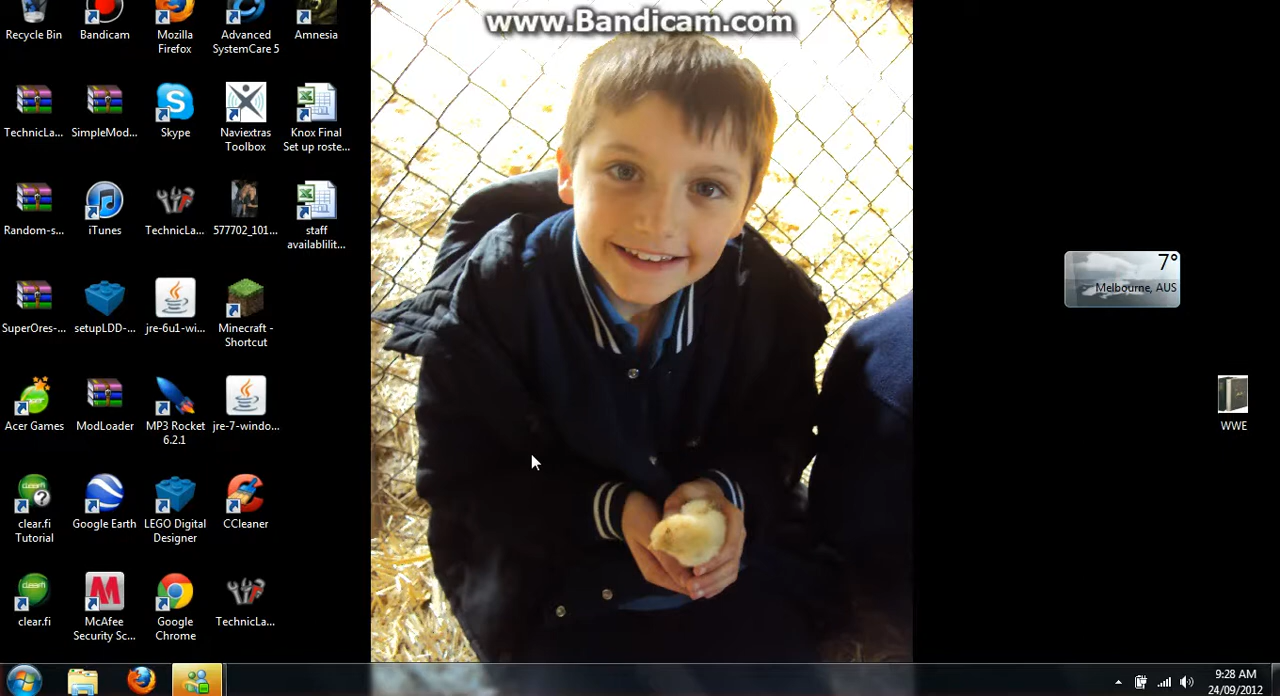 www.Bandicam.com
Recycle Bin
Bandicam
Mozilla
Firefox
Advanced
SystemCare 5
Amnesia
TechnicLa...
SimpleMod...
Skype
Naviextras
Toolbox
Knox Final
Set up roste...
Random-s...
iTunes
TechnicLa...
577702_101...
staff
availablilit...
SuperOres-...
setupLDD-...
jre-6u1-wi...
Minecraft -
Shortcut
Acer Games
ModLoader
MP3 Rocket
6.2.1
jre-7-windo...
clear.fi
Tutorial
Google Earth
LEGO Digital
Designer
CCleaner
clear.fi
McAfee
Security Sc...
Google
Chrome
TechnicLa...
7°
Melbourne, AUS
WWE
9:28 AM
24/09/2012